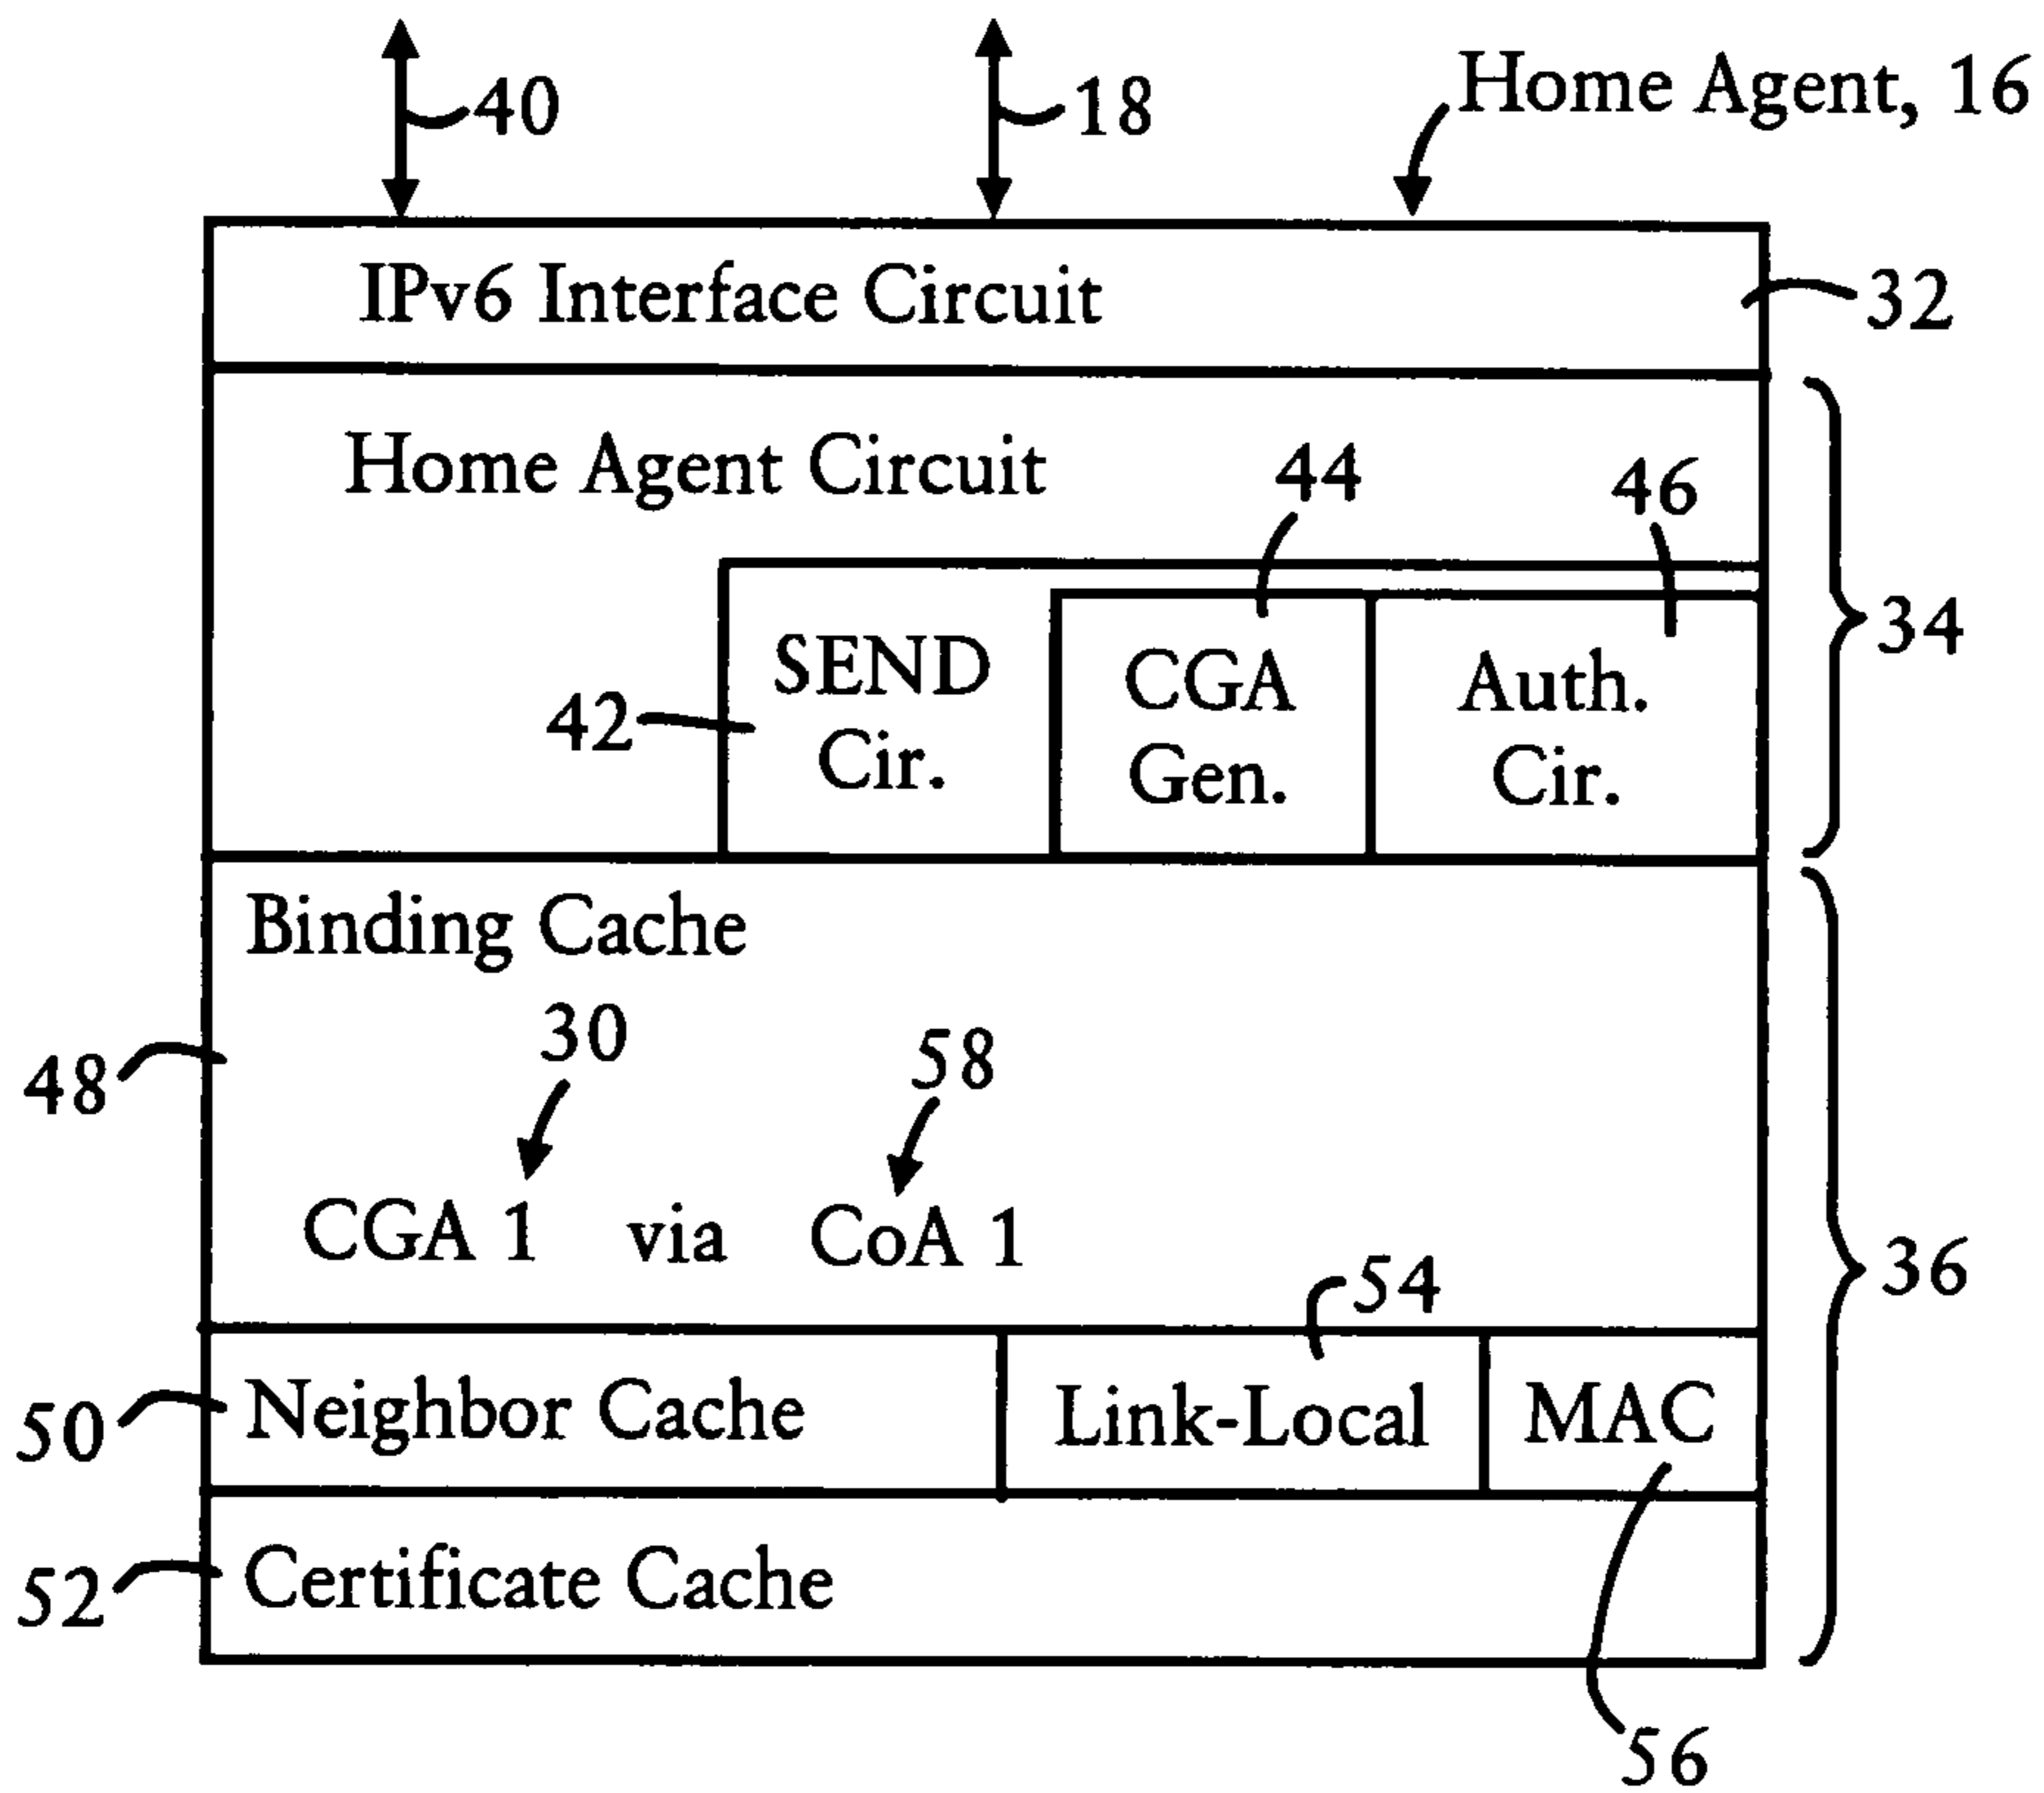 40
18
Home Agent, 16
IPv6 Interface Circuit
32
Home Agent Circuit
44
46
34
SEND
Cir.
CGA
Gen.
Auth.
Cir.
42
Binding Cache
30
58
48
CGA 1 via CoA 1
54
36
Neighbor Cache
Link-Local
MAC
50
Certificate Cache
52
56